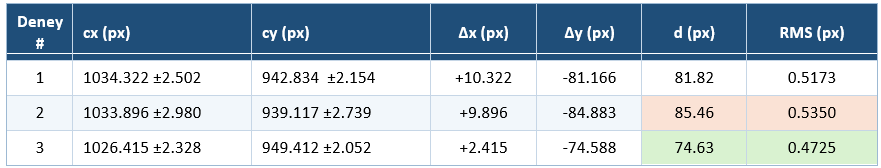 Deney # cx (px) cy (px) Δx (px) Δy (px) d (px) RMS (px)
1 1034.322 ±2.502 942.834 ±2.154 +10.322 -81.166 81.82 0.5173
2 1033.896 ±2.980 939.117 ±2.739 +9.896 -84.883 85.46 0.5350
3 1026.415 ±2.328 949.412 ±2.052 +2.415 -74.588 74.63 0.4725